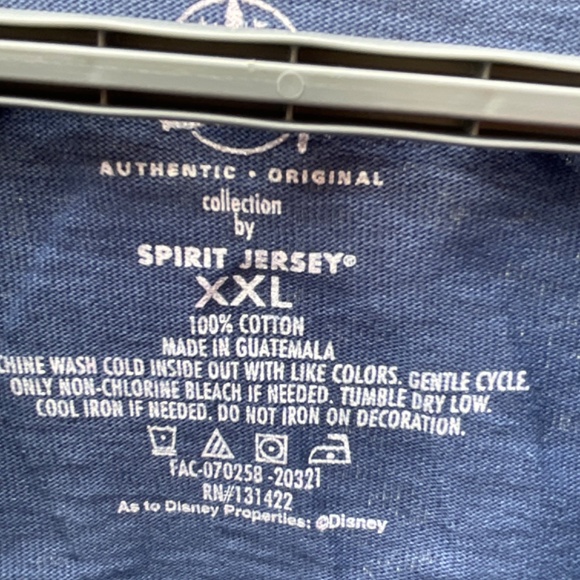 AUTHENTIC • ORIGINAL
collection
by
SPIRIT JERSEY®
XXL
100% COTTON
MADE IN GUATEMALA
CHINE WASH COLD INSIDE OUT WITH LIKE COLORS. GENTLE CYCLE.
ONLY NON-CHLORINE BLEACH IF NEEDED. TUMBLE DRY LOW.
COOL IRON IF NEEDED. DO NOT IRON ON DECORATION.
FAC-070258-20321
RN#131422
As to Disney Properties: ©Disney